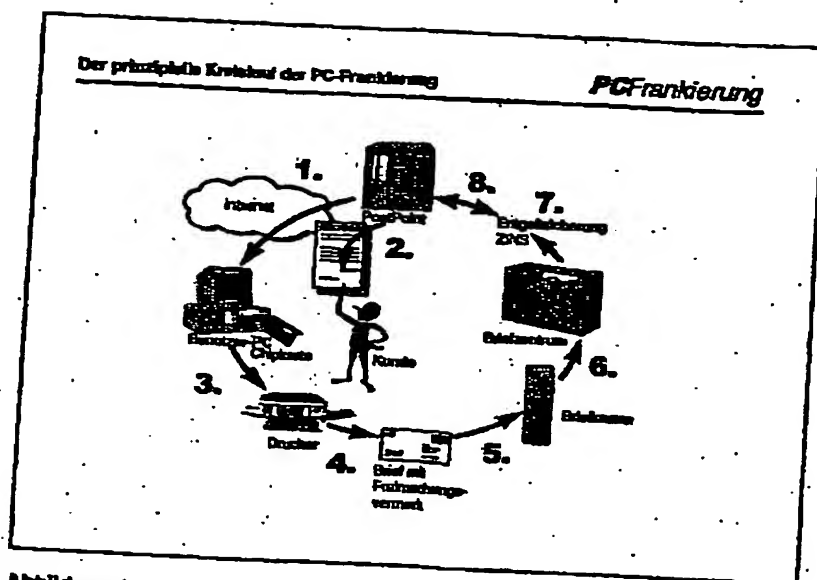 Der prinzipielle Kreislauf der PC-Frankierung
PCFrankierung
1.
Internet
PostPoint
8.
7.
Entgeltsicherung
2.
Benutzer-PC
Chipkarte
Kunde
Briefzentrum
3.
6.
Drucker
Briefkasten
4.
Brief mit
Freimachungs-
vermerk
5.